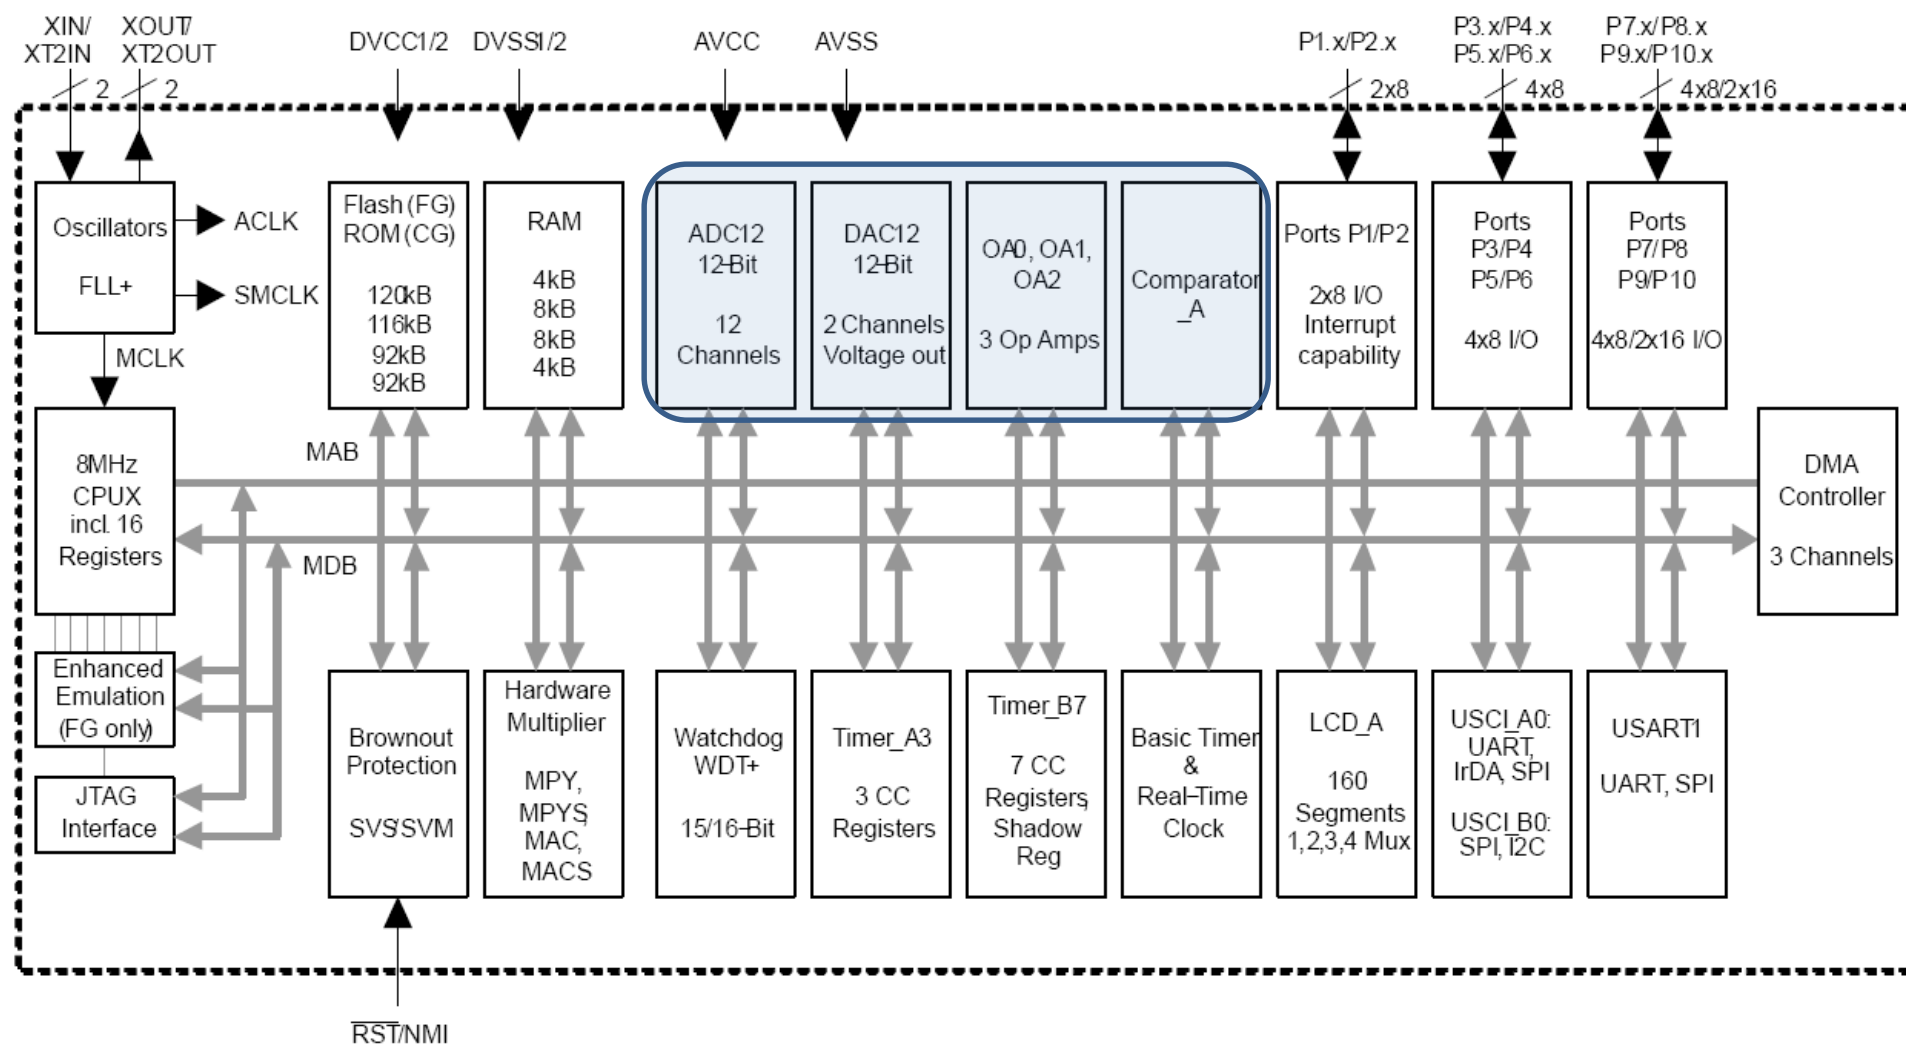 XIN/
XT2IN
XOUT/
XT2OUT
2
2
DVCC1/2
DVSS1/2
AVCC
AVSS
P1.x/P2.x
2x8
P3.x/P4.x
P5.x/P6.x
4x8
P7.x/P8.x
P9.x/P10.x
4x8/2x16
Oscillators
FLL+
ACLK
SMCLK
MCLK
Flash (FG)
ROM (CG)
120kB
116kB
92kB
92kB
RAM
4kB
8kB
8kB
4kB
ADC12
12-Bit
12
Channels
DAC12
12-Bit
2 Channels
Voltage out
OA0, OA1,
OA2
3 Op Amps
Comparator
_A
Ports P1/P2
2x8 I/O
Interrupt
capability
Ports
P3/P4
P5/P6
4x8 I/O
Ports
P7/P8
P9/P10
4x8/2x16 I/O
8MHz
CPUX
incl. 16
Registers
MAB
MDB
DMA
Controller
3 Channels
Enhanced
Emulation
(FG only)
JTAG
Interface
Brownout
Protection
SVS/SVM
Hardware
Multiplier
MPY,
MPYS,
MAC,
MACS
Watchdog
WDT+
15/16-Bit
Timer_A3
3 CC
Registers
Timer_B7
7 CC
Registers,
Shadow
Reg
Basic Timer
&
Real-Time
Clock
LCD_A
160
Segments
1,2,3,4 Mux
USCI_A0:
UART,
IrDA, SPI
USCI_B0:
SPI, I2C
USART1
UART, SPI
RST/NMI